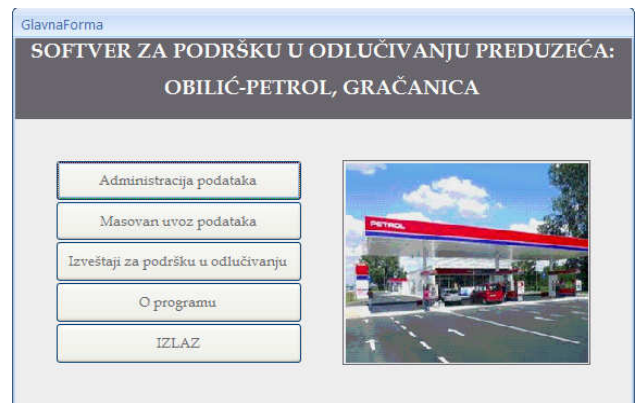 GlavnaForma
SOFTVER ZA PODRŠKU U ODLUČIVANJU PREDUZEĆA:
OBILIĆ-PETROL, GRAČANICA
Administracija podataka
Masovan uvoz podataka
Izveštaji za podršku u odlučivanju
O programu
IZLAZ
PETROL